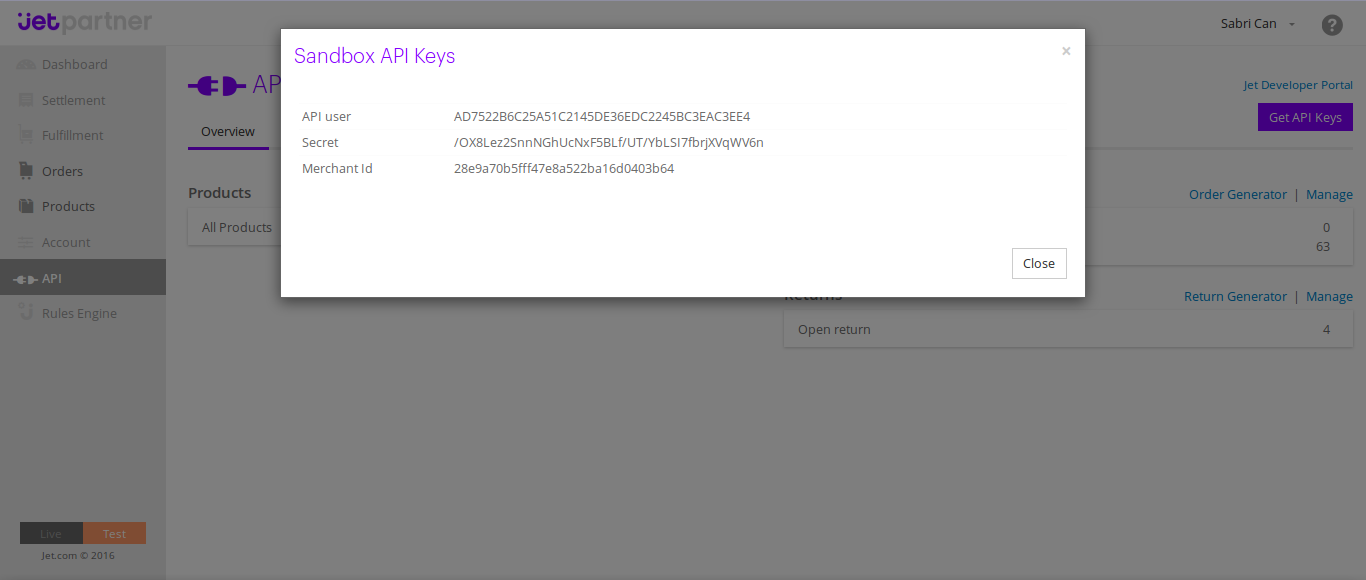 jetpartner
Sabri Can
?
Sandbox API Keys
×
Dashboard
Settlement
Fulfillment
Orders
Products
Account
API
Rules Engine
AP
Jet Developer Portal
Get API Keys
Overview
API user AD7522B6C25A51C2145DE36EDC2245BC3EAC3EE4
Secret /OX8Lez2SnnNGhUcNxF5BLf/UT/YbLSI7fbrjXVqWV6n
Merchant Id 28e9a70b5fff47e8a522ba16d0403b64
Close
Products
All Products
Order Generator | Manage
0
63
Returns
Return Generator | Manage
Open return 4
Live Test
Jet.com © 2016